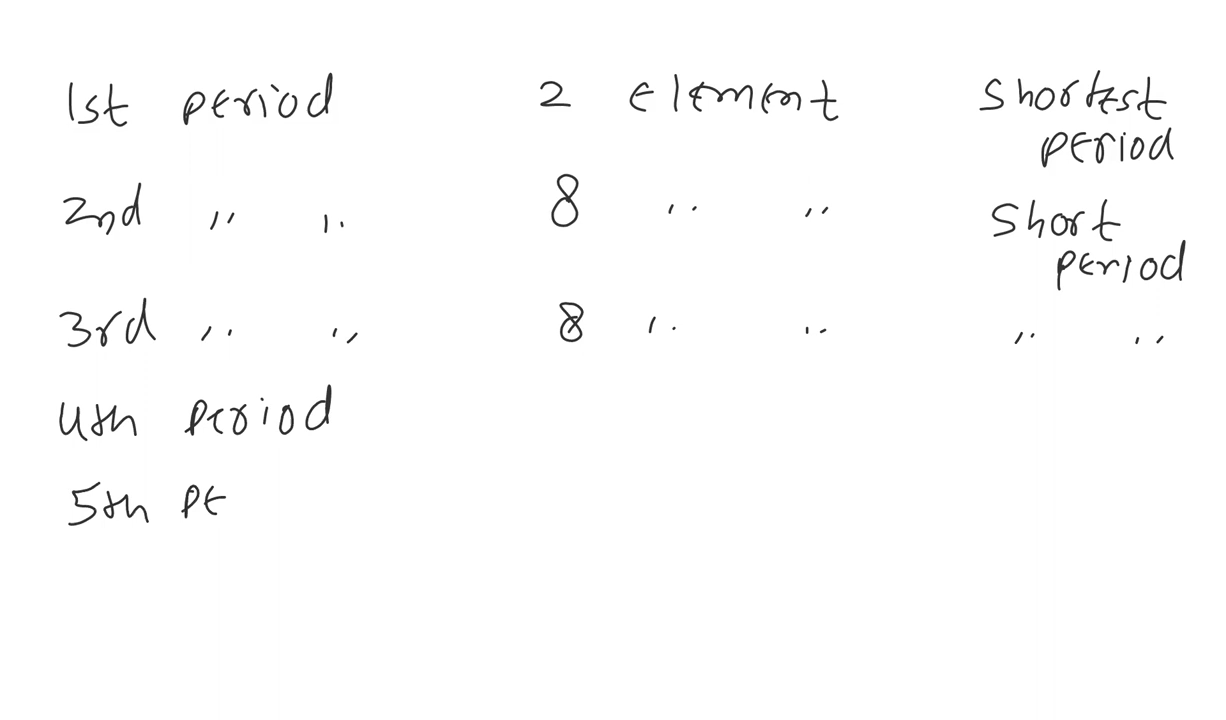 1st period 2 element shortest period
2nd " " 8 " " short period
3rd " " 8 " " " "
4th period
5th pe